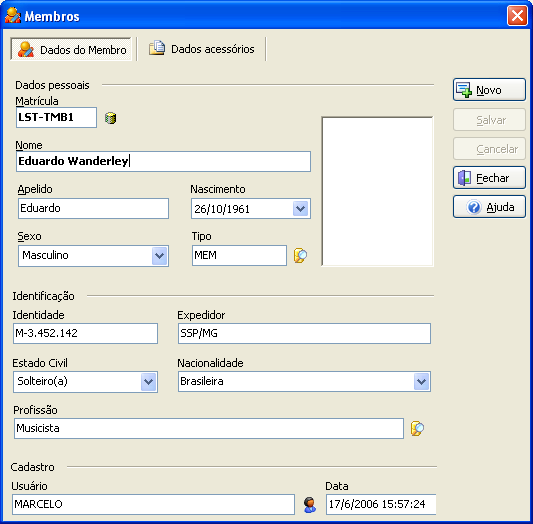 Membros
Dados do Membro
Dados acessórios
Dados pessoais
Matrícula
LST-TMB1
Nome
Eduardo Wanderley
Apelido
Nascimento
Eduardo
26/10/1961
Sexo
Tipo
Masculino
MEM
Novo
Salvar
Cancelar
Fechar
Ajuda
Identificação
Identidade
Expedidor
M-3.452.142
SSP/MG
Estado Civil
Nacionalidade
Solteiro(a)
Brasileira
Profissão
Musicista
Cadastro
Usuário
Data
MARCELO
17/6/2006 15:57:24